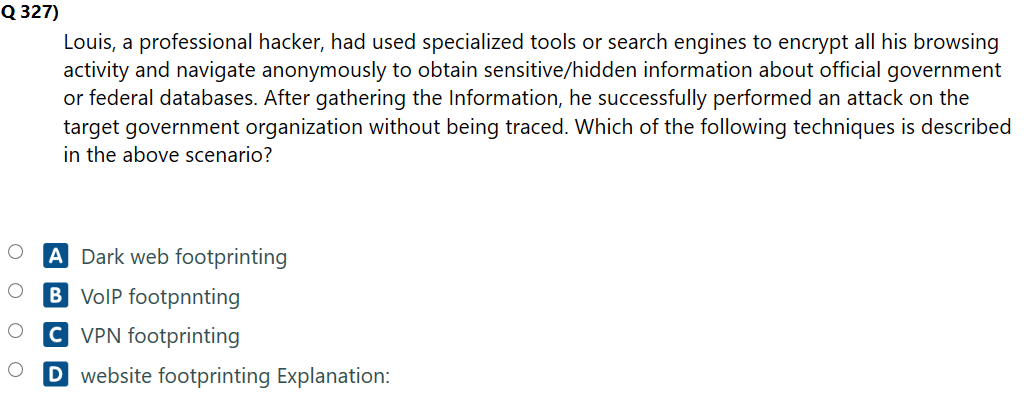 Q 327)
Louis, a professional hacker, had used specialized tools or search engines to encrypt all his browsing
activity and navigate anonymously to obtain sensitive/hidden information about official government
or federal databases. After gathering the Information, he successfully performed an attack on the
target government organization without being traced. Which of the following techniques is described
in the above scenario?
A Dark web footprinting
B VoIP footpnnting
C VPN footprinting
D website footprinting Explanation: